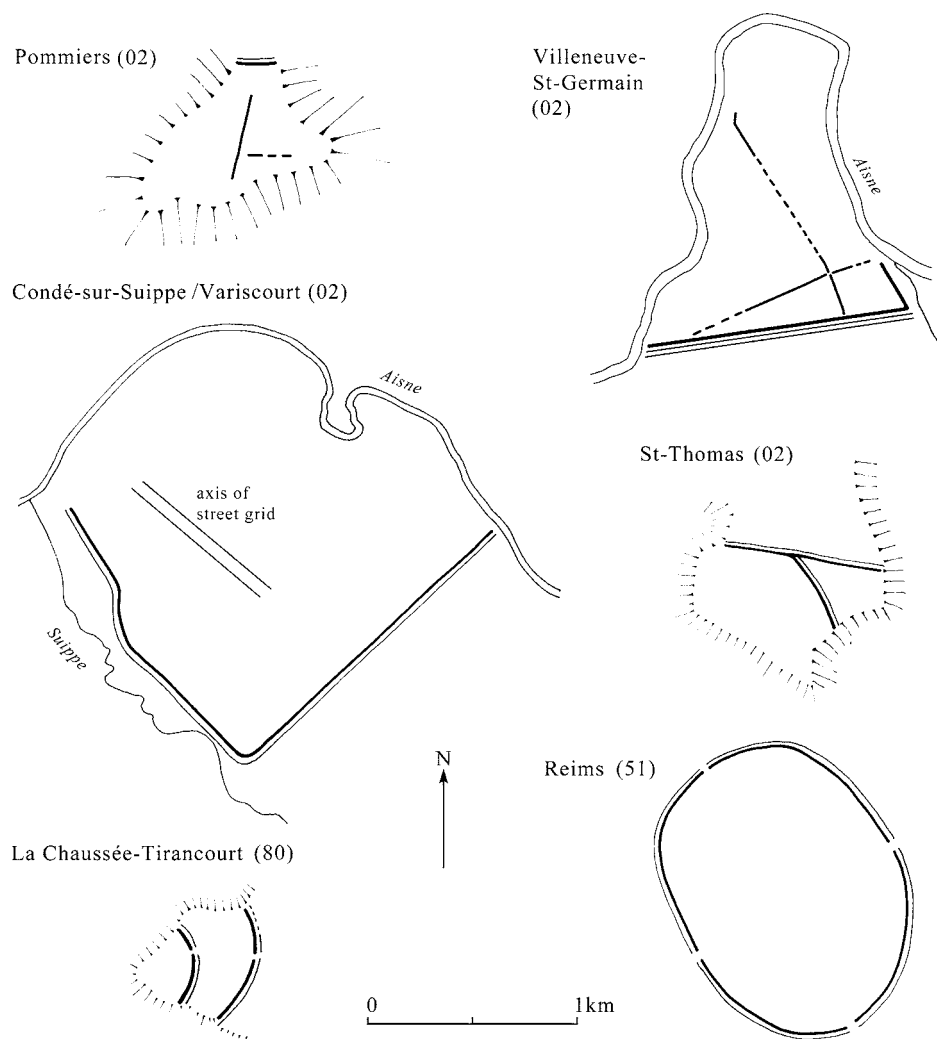 Pommiers (02)
Villeneuve-
St-Germain
(02)
Aisne
Condé-sur-Suippe /Variscourt (02)
Aisne
axis of
street grid
Suippe
St-Thomas (02)
N
Reims (51)
La Chaussée-Tirancourt (80)
0 1km